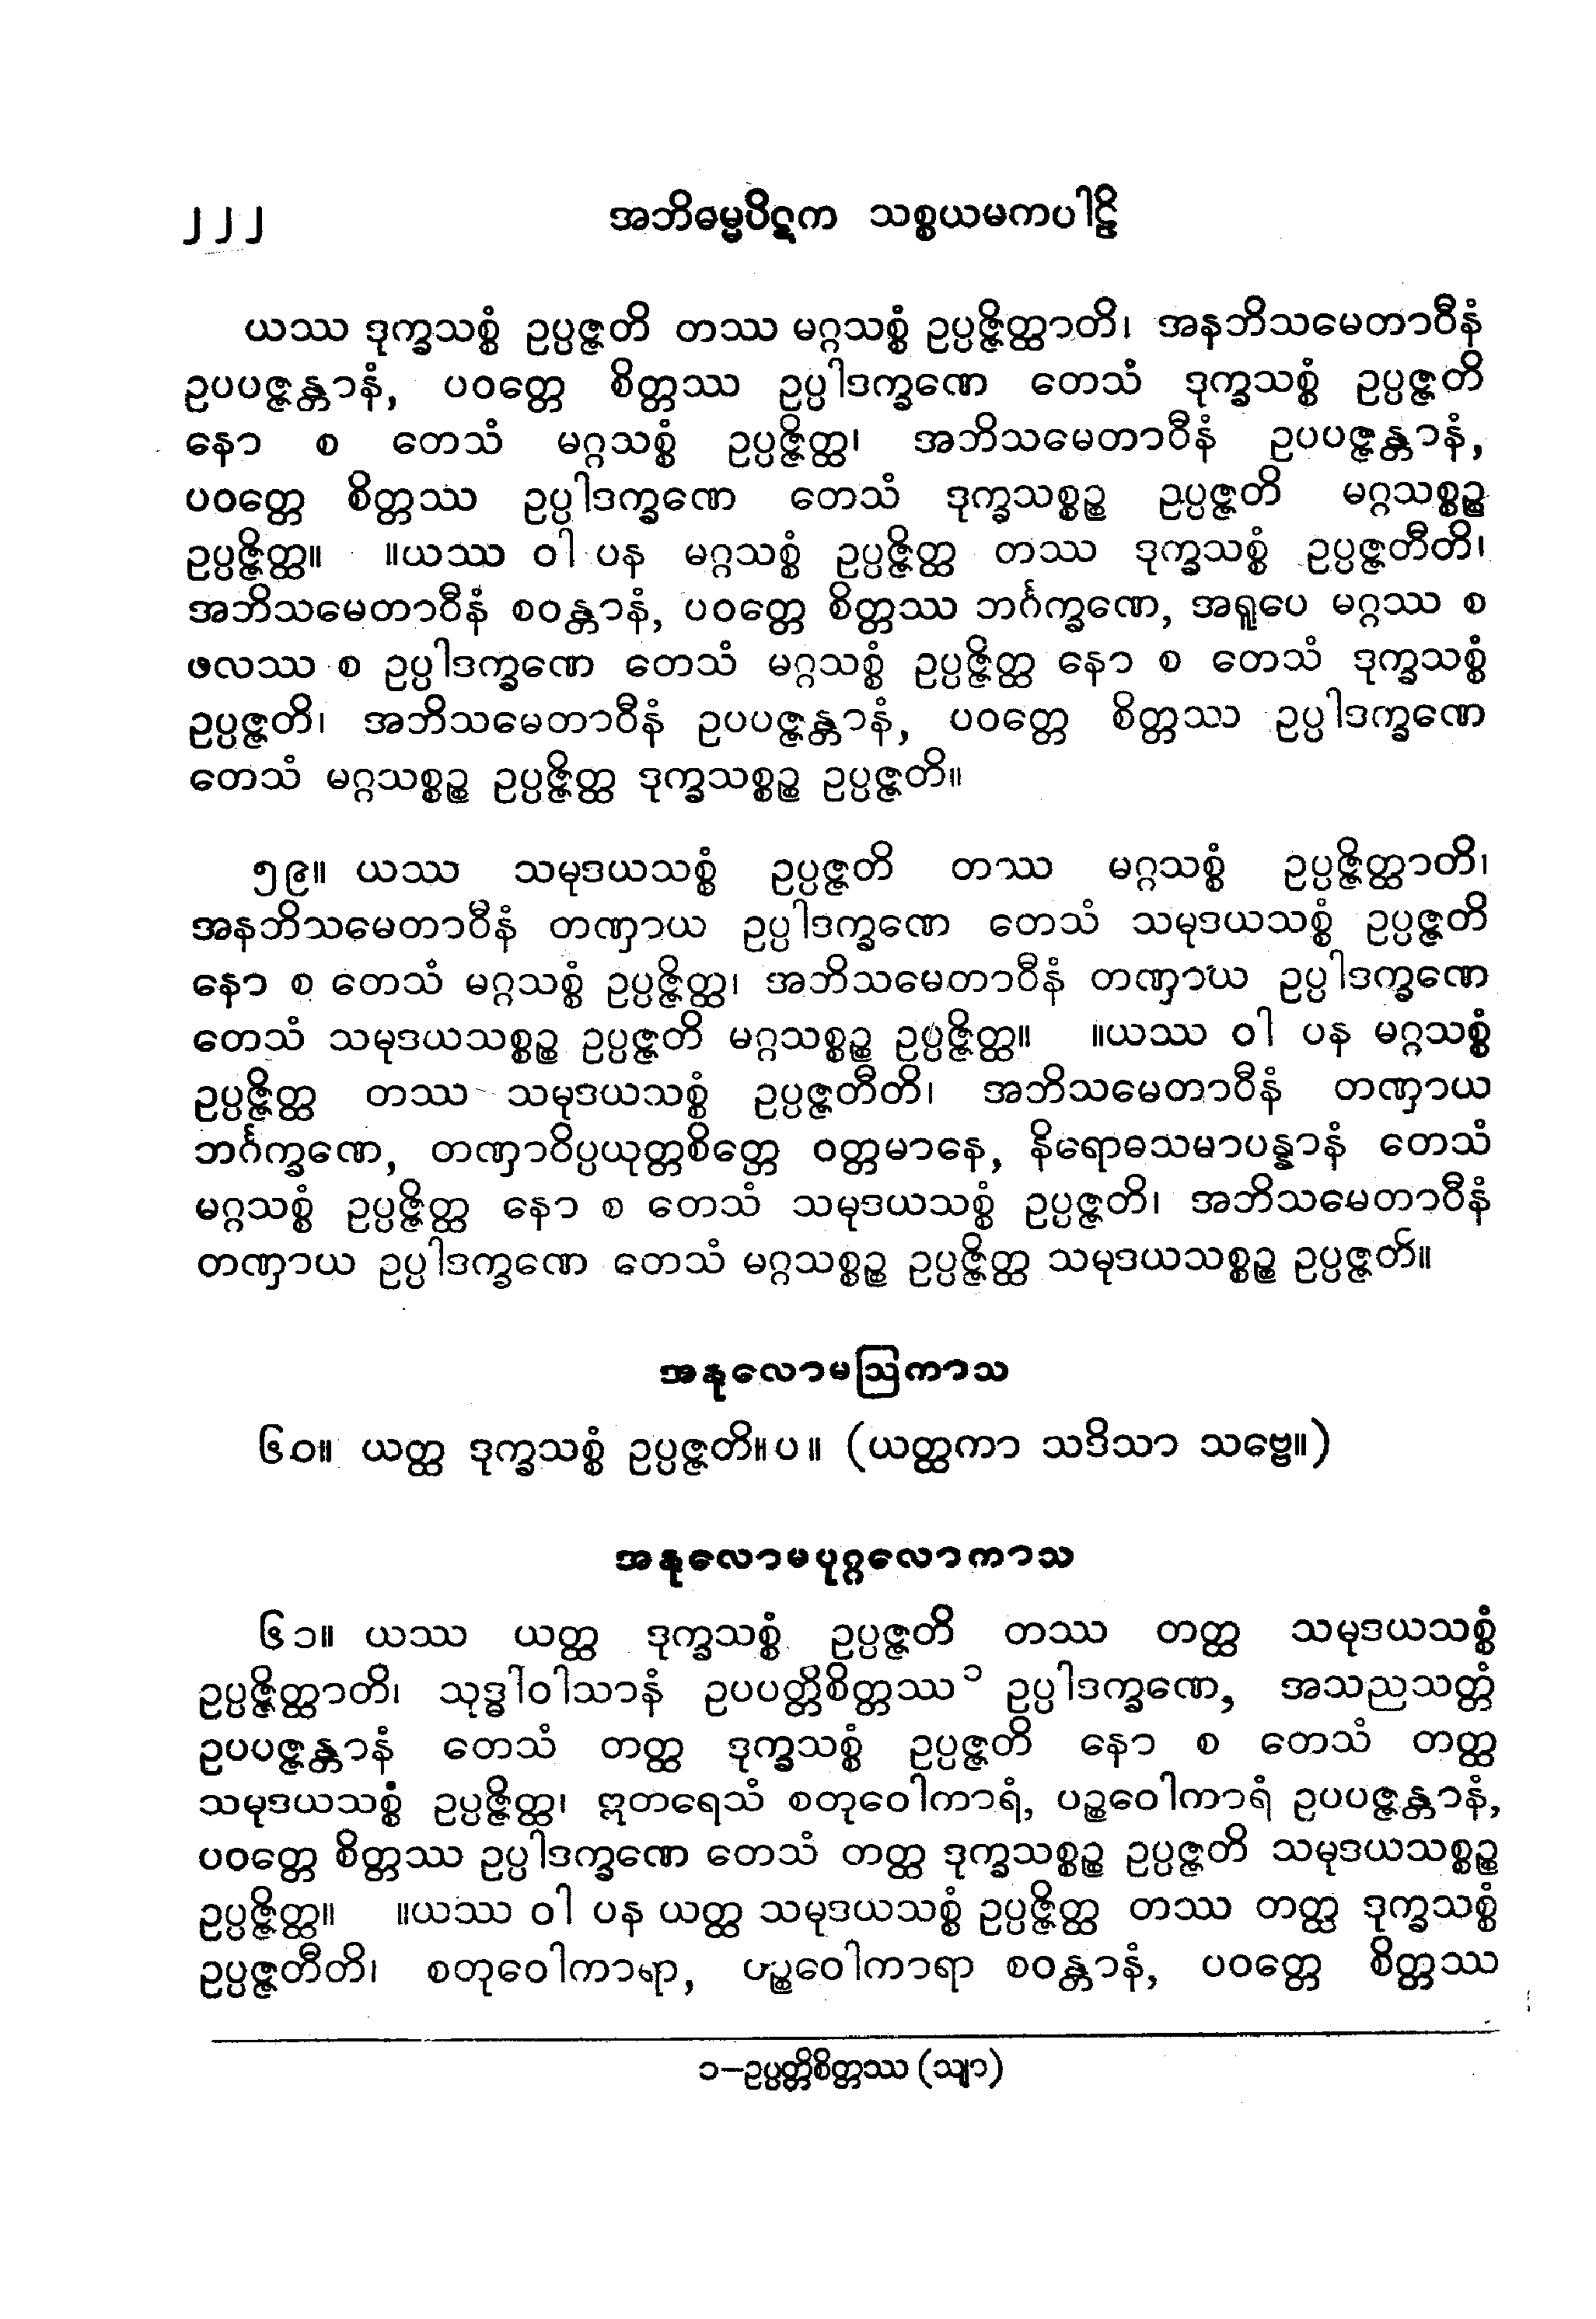 ၂၂၂ အဘိဓမ္မပိဋက သစ္စယမကပါဠိ
ယဿ ဒုက္ခသစ္စံ ဥပ္ပဇ္ဇတိ တဿ မဂ္ဂသစ္စံ ဥပ္ပဇ္ဇိတ္ထာတိ၊ အနဘိသမေတာဝီနံ
ဥပပဇ္ဇန္တာနံ, ပဝတ္တေ စိတ္တဿ ဥပ္ပါဒက္ခဏေ တေသံ ဒုက္ခသစ္စံ ဥပ္ပဇ္ဇတိ
နော စ တေသံ မဂ္ဂသစ္စံ ဥပ္ပဇ္ဇိတ္ထ၊ အဘိသမေတာဝီနံ ဥပပဇ္ဇန္တာနံ,
ပဝတ္တေ စိတ္တဿ ဥပ္ပါဒက္ခဏေ တေသံ ဒုက္ခသစ္စဉ္စ ဥပ္ပဇ္ဇတိ မဂ္ဂသစ္စဉ္စ
ဥပ္ပဇ္ဇိတ္ထ။ ။ယဿ ဝါ ပန မဂ္ဂသစ္စံ ဥပ္ပဇ္ဇိတ္ထ တဿ ဒုက္ခသစ္စံ ဥပ္ပဇ္ဇတီတိ၊
အဘိသမေတာဝီနံ စဝန္တာနံ, ပဝတ္တေ စိတ္တဿ ဘင်္ဂက္ခဏေ, အရူပေ မဂ္ဂဿ စ
ဖလဿ စ ဥပ္ပါဒက္ခဏေ တေသံ မဂ္ဂသစ္စံ ဥပ္ပဇ္ဇိတ္ထ နော စ တေသံ ဒုက္ခသစ္စံ
ဥပ္ပဇ္ဇတိ၊ အဘိသမေတာဝီနံ ဥပပဇ္ဇန္တာနံ, ပဝတ္တေ စိတ္တဿ ဥပ္ပါဒက္ခဏေ
တေသံ မဂ္ဂသစ္စဉ္စ ဥပ္ပဇ္ဇိတ္ထ ဒုက္ခသစ္စဉ္စ ဥပ္ပဇ္ဇတိ။
၅၉။ ယဿ သမုဒယသစ္စံ ဥပ္ပဇ္ဇတိ တဿ မဂ္ဂသစ္စံ ဥပ္ပဇ္ဇိတ္ထာတိ၊
အနဘိသမေတာဝီနံ တဏှာယ ဥပ္ပါဒက္ခဏေ တေသံ သမုဒယသစ္စံ ဥပ္ပဇ္ဇတိ
နော စ တေသံ မဂ္ဂသစ္စံ ဥပ္ပဇ္ဇိတ္ထ၊ အဘိသမေတာဝီနံ တဏှာယ ဥပ္ပါဒက္ခဏေ
တေသံ သမုဒယသစ္စဉ္စ ဥပ္ပဇ္ဇတိ မဂ္ဂသစ္စဉ္စ ဥပ္ပဇ္ဇိတ္ထ။ ။ယဿ ဝါ ပန မဂ္ဂသစ္စံ
ဥပ္ပဇ္ဇိတ္ထ တဿ သမုဒယသစ္စံ ဥပ္ပဇ္ဇတီတိ၊ အဘိသမေတာဝီနံ တဏှာယ
ဘင်္ဂက္ခဏေ, တဏှာဝိပ္ပယုတ္တစိတ္တေ ဝတ္တမာနေ, နိရောဓသမာပန္နာနံ တေသံ
မဂ္ဂသစ္စံ ဥပ္ပဇ္ဇိတ္ထ နော စ တေသံ သမုဒယသစ္စံ ဥပ္ပဇ္ဇတိ၊ အဘိသမေတာဝီနံ
တဏှာယ ဥပ္ပါဒက္ခဏေ တေသံ မဂ္ဂသစ္စဉ္စ ဥပ္ပဇ္ဇိတ္ထ သမုဒယသစ္စဉ္စ ဥပ္ပဇ္ဇတိ။
အနုလောမဩကာသ
၆၀။ ယတ္ထ ဒုက္ခသစ္စံ ဥပ္ပဇ္ဇတိ။ပ။ (ယတ္ထကာ သဒိသာ သဗ္ဗေ။)
အနုလောမပုဂ္ဂလောကာသ
၆၁။ ယဿ ယတ္ထ ဒုက္ခသစ္စံ ဥပ္ပဇ္ဇတိ တဿ တတ္ထ သမုဒယသစ္စံ
ဥပ္ပဇ္ဇိတ္ထာတိ၊ သုဒ္ဓါဝါသာနံ ဥပပတ္တိစိတ္တဿ ၁ ဥပ္ပါဒက္ခဏေ, အသညသတ္တံ
ဥပပဇ္ဇန္တာနံ တေသံ တတ္ထ ဒုက္ခသစ္စံ ဥပ္ပဇ္ဇတိ နော စ တေသံ တတ္ထ
သမုဒယသစ္စံ ဥပ္ပဇ္ဇိတ္ထ၊ ဣတရေသံ စတုဝေါကာရံ, ပဉ္စဝေါကာရံ ဥပပဇ္ဇန္တာနံ,
ပဝတ္တေ စိတ္တဿ ဥပ္ပါဒက္ခဏေ တေသံ တတ္ထ ဒုက္ခသစ္စဉ္စ ဥပ္ပဇ္ဇတိ သမုဒယသစ္စဉ္စ
ဥပ္ပဇ္ဇိတ္ထ။ ။ယဿ ဝါ ပန ယတ္ထ သမုဒယသစ္စံ ဥပ္ပဇ္ဇိတ္ထ တဿ တတ္ထ ဒုက္ခသစ္စံ
ဥပ္ပဇ္ဇတီတိ၊ စတုဝေါကာရာ, ပဉ္စဝေါကာရာ စဝန္တာနံ, ပဝတ္တေ စိတ္တဿ
၁–ဥပ္ပတ္တိစိတ္တဿ (သျာ)